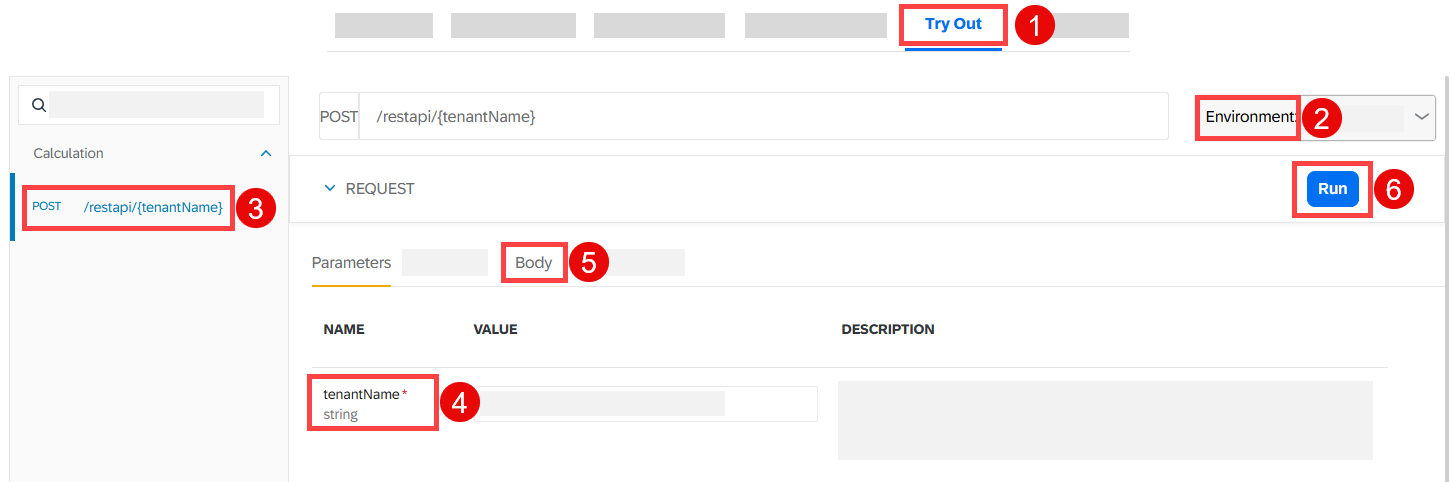 Try Out 1
POST /restapi/{tenantName} Environment: 2
Calculation
POST /restapi/{tenantName} 3
REQUEST Run 6
Parameters Body 5
NAME VALUE DESCRIPTION
tenantName* 4
string